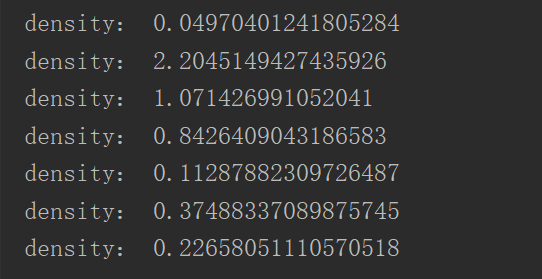 density： 0.04970401241805284
density： 2.2045149427435926
density： 1.071426991052041
density： 0.8426409043186583
density： 0.11287882309726487
density： 0.37488337089875745
density： 0.22658051110570518